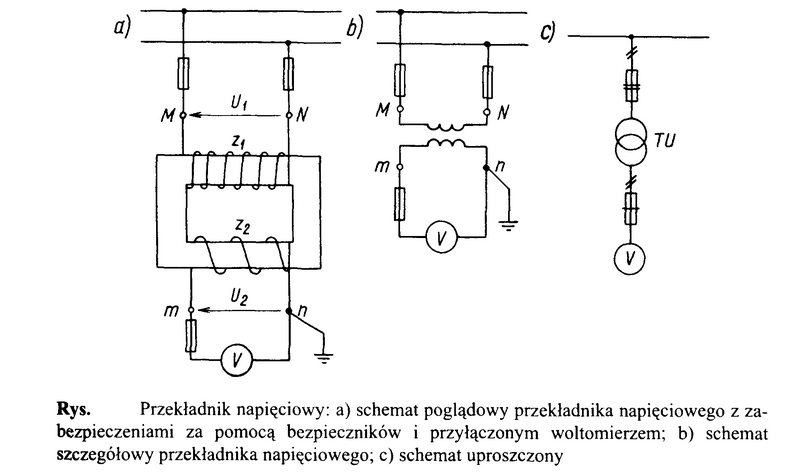 a) b) c)
M U1 N
z1
z2
m U2 n
V
M N
m n
V
TU
V
Rys. Przekładnik napięciowy: a) schemat poglądowy przekładnika napięciowego z za-
bezpieczeniami za pomocą bezpieczników i przyłączonym woltomierzem; b) schemat
szczegółowy przekładnika napięciowego; c) schemat uproszczony